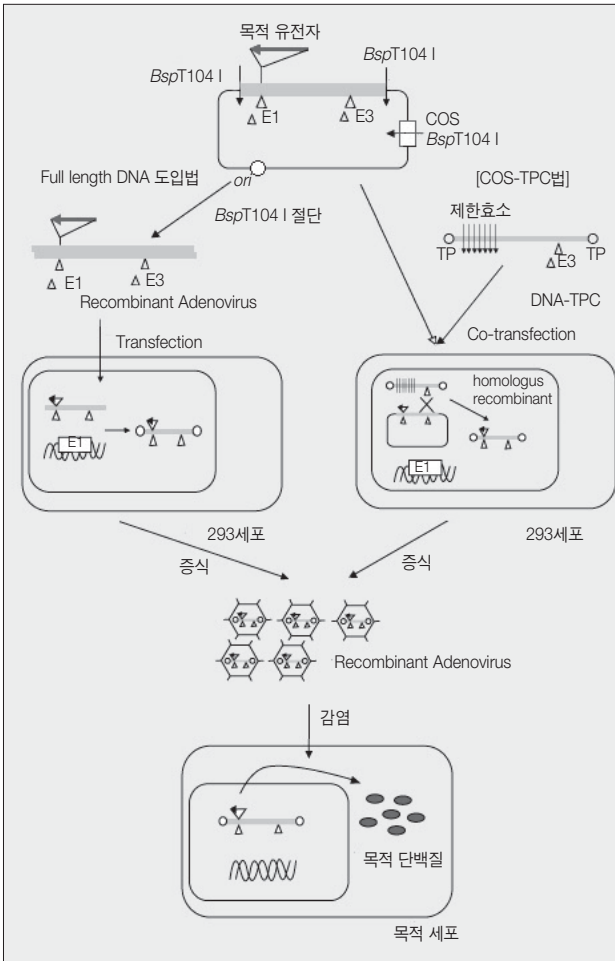 목적 유전자
BspT104 I
BspT104 I
△E1
△E3
COS
BspT104 I
ori
Full length DNA 도입법
[COS-TPC법]
BspT104 I 절단
제한효소
TP
TP
△E3
△E1
△E3
DNA-TPC
Recombinant Adenovirus
Co-transfection
Transfection
homologus
recombinant
E1
E1
293세포
293세포
증식
증식
Recombinant Adenovirus
감염
목적 단백질
목적 세포